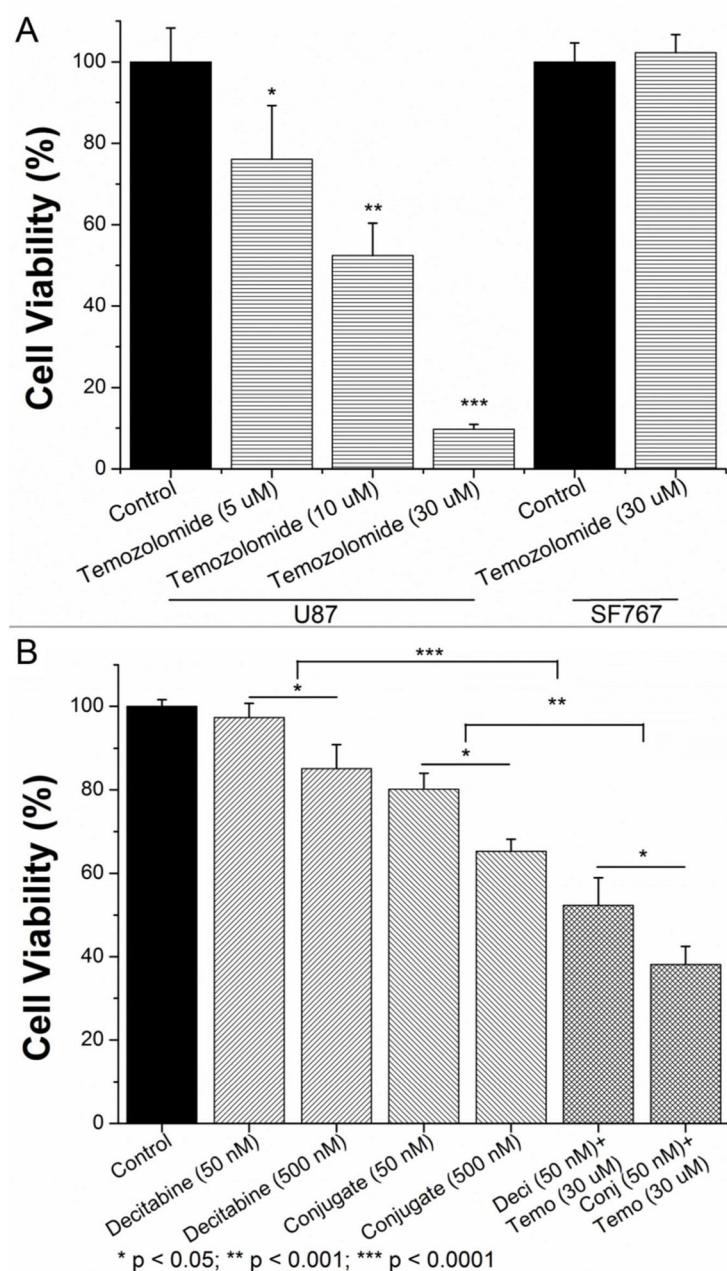 A
Cell Viability (%)
100
80
60
40
20
0
*
**
***
Control
Temozolomide (5 uM)
Temozolomide (10 uM)
Temozolomide (30 uM)
Control
Temozolomide (30 uM)
U87
SF767
B
Cell Viability (%)
100
80
60
40
20
0
***
*
**
*
*
Control
Decitabine (50 nM)
Decitabine (500 nM)
Conjugate (50 nM)
Conjugate (500 nM)
Deci (50 nM)+
Temo (30 uM)
Conj (50 nM)+
Temo (30 uM)
* p < 0.05; ** p < 0.001; *** p < 0.0001